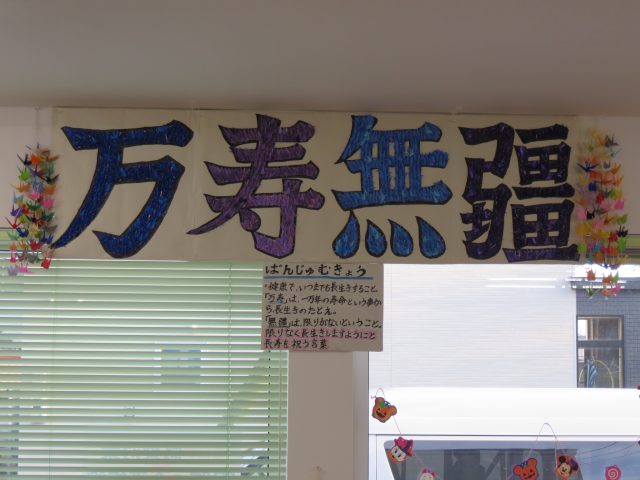 万寿無疆
ばんじゅむきょう
・健康で、いつまでも長生きすること。
「万寿」は、一万年の寿命という事か
ら、長生きのたとえ。
「無疆」は、限りがないということ。
限りなく長生きしますようにと
長寿を祝う言葉